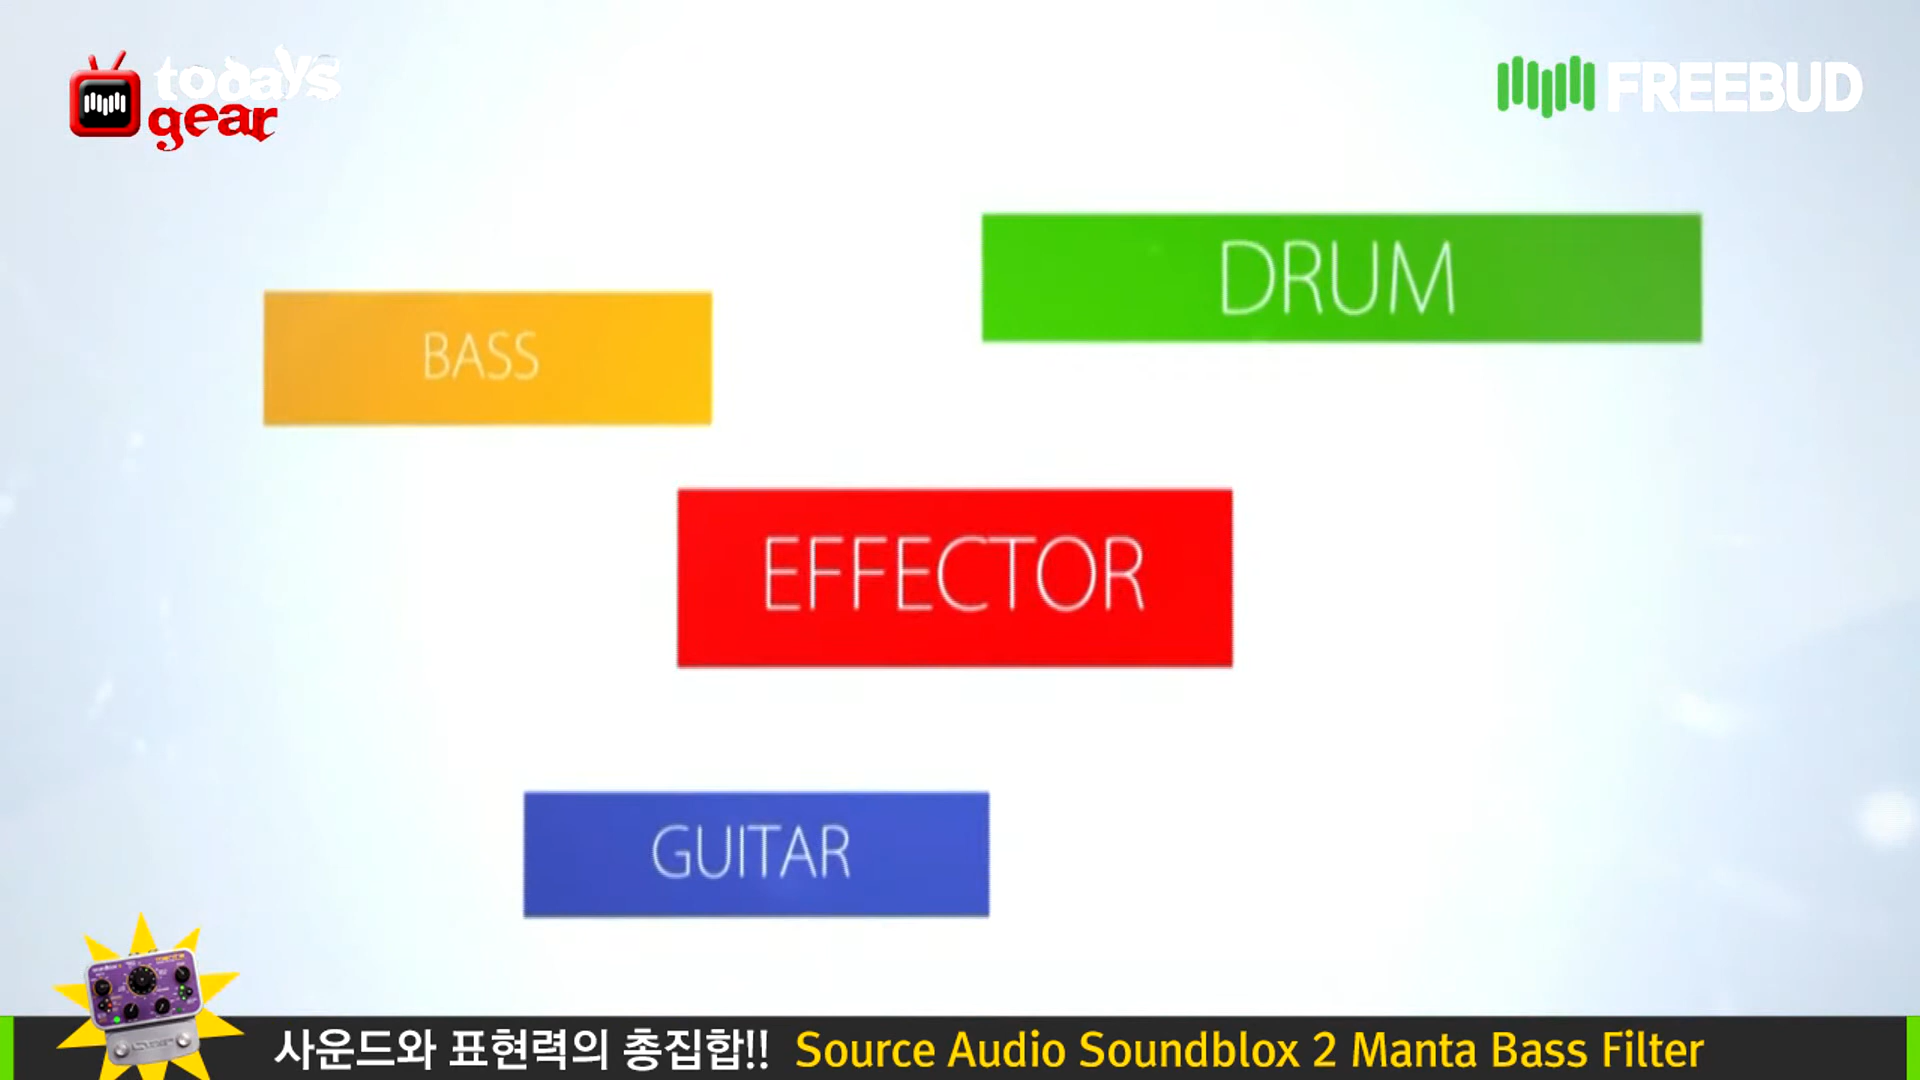 todays
gear
FREEBUD
DRUM
BASS
EFFECTOR
GUITAR
사운드와 표현력의 총집합!! Source Audio Soundblox 2 Manta Bass Filter